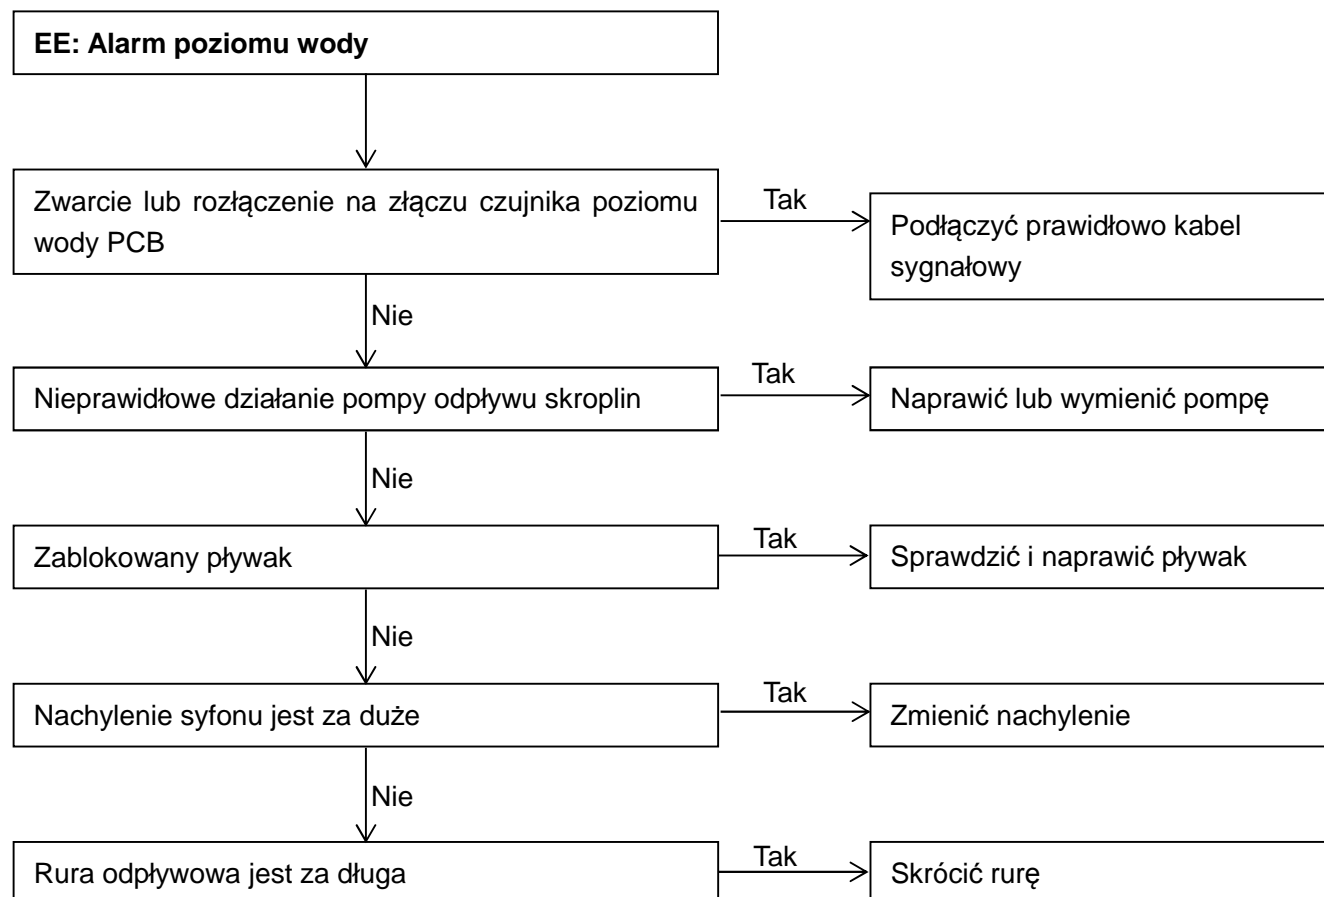 EE: Alarm poziomu wody
Zwarcie lub rozłączenie na złączu czujnika poziomu
wody PCB
Tak
Podłączyć prawidłowo kabel
sygnałowy
Nie
Nieprawidłowe działanie pompy odpływu skroplin
Tak
Naprawić lub wymienić pompę
Nie
Zablokowany pływak
Tak
Sprawdzić i naprawić pływak
Nie
Nachylenie syfonu jest za duże
Tak
Zmienić nachylenie
Nie
Rura odpływowa jest za długa
Tak
Skrócić rurę